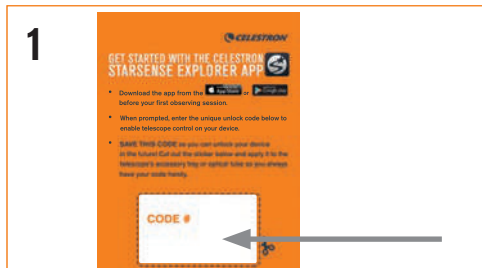 1
CELESTRON
GET STARTED WITH THE CELESTRON
STARSENSE EXPLORER APP
• Download the app from the App Store or Google play
before your first observing session.
• When prompted, enter the unique unlock code below to
enable telescope control on your device.
• SAVE THIS CODE so you can unlock your device
in the future! Cut out the sticker below and apply it to the
telescope's accessory tray or optical tube so you always
have your code handy.
CODE #